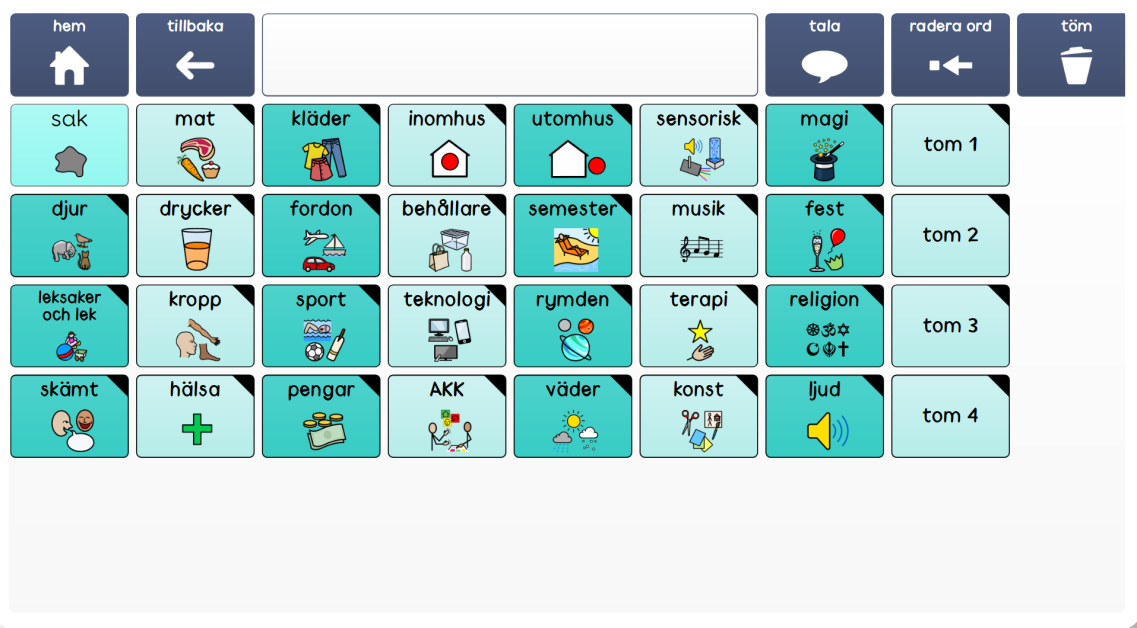 hem
tillbaka
tala
radera ord
töm
sak
mat
kläder
inomhus
utomhus
sensorisk
magi
tom 1
djur
drycker
fordon
behållare
semester
musik
fest
tom 2
leksaker
och lek
kropp
sport
teknologi
rymden
terapi
religion
tom 3
skämt
hälsa
pengar
AKK
väder
konst
ljud
tom 4